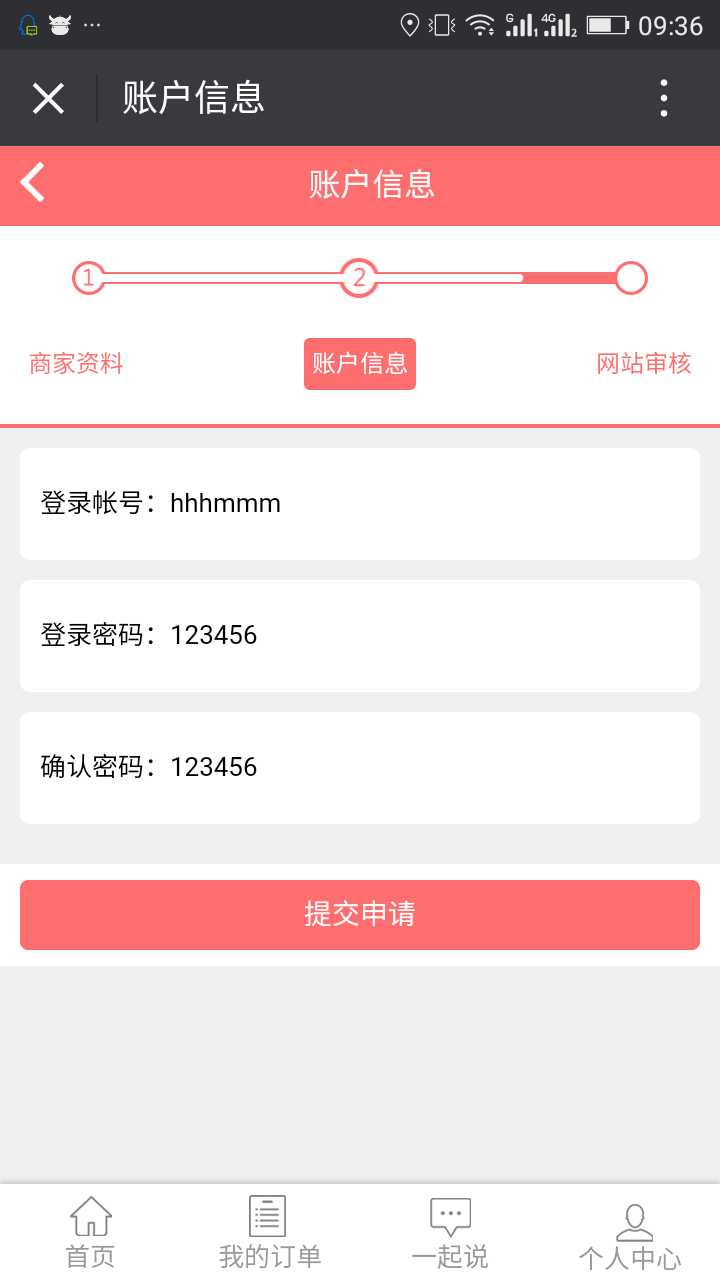 09:36
账户信息
账户信息
1 2
商家资料 账户信息 网站审核
登录帐号：hhhmmm
登录密码：123456
确认密码：123456
提交申请
首页 我的订单 一起说 个人中心